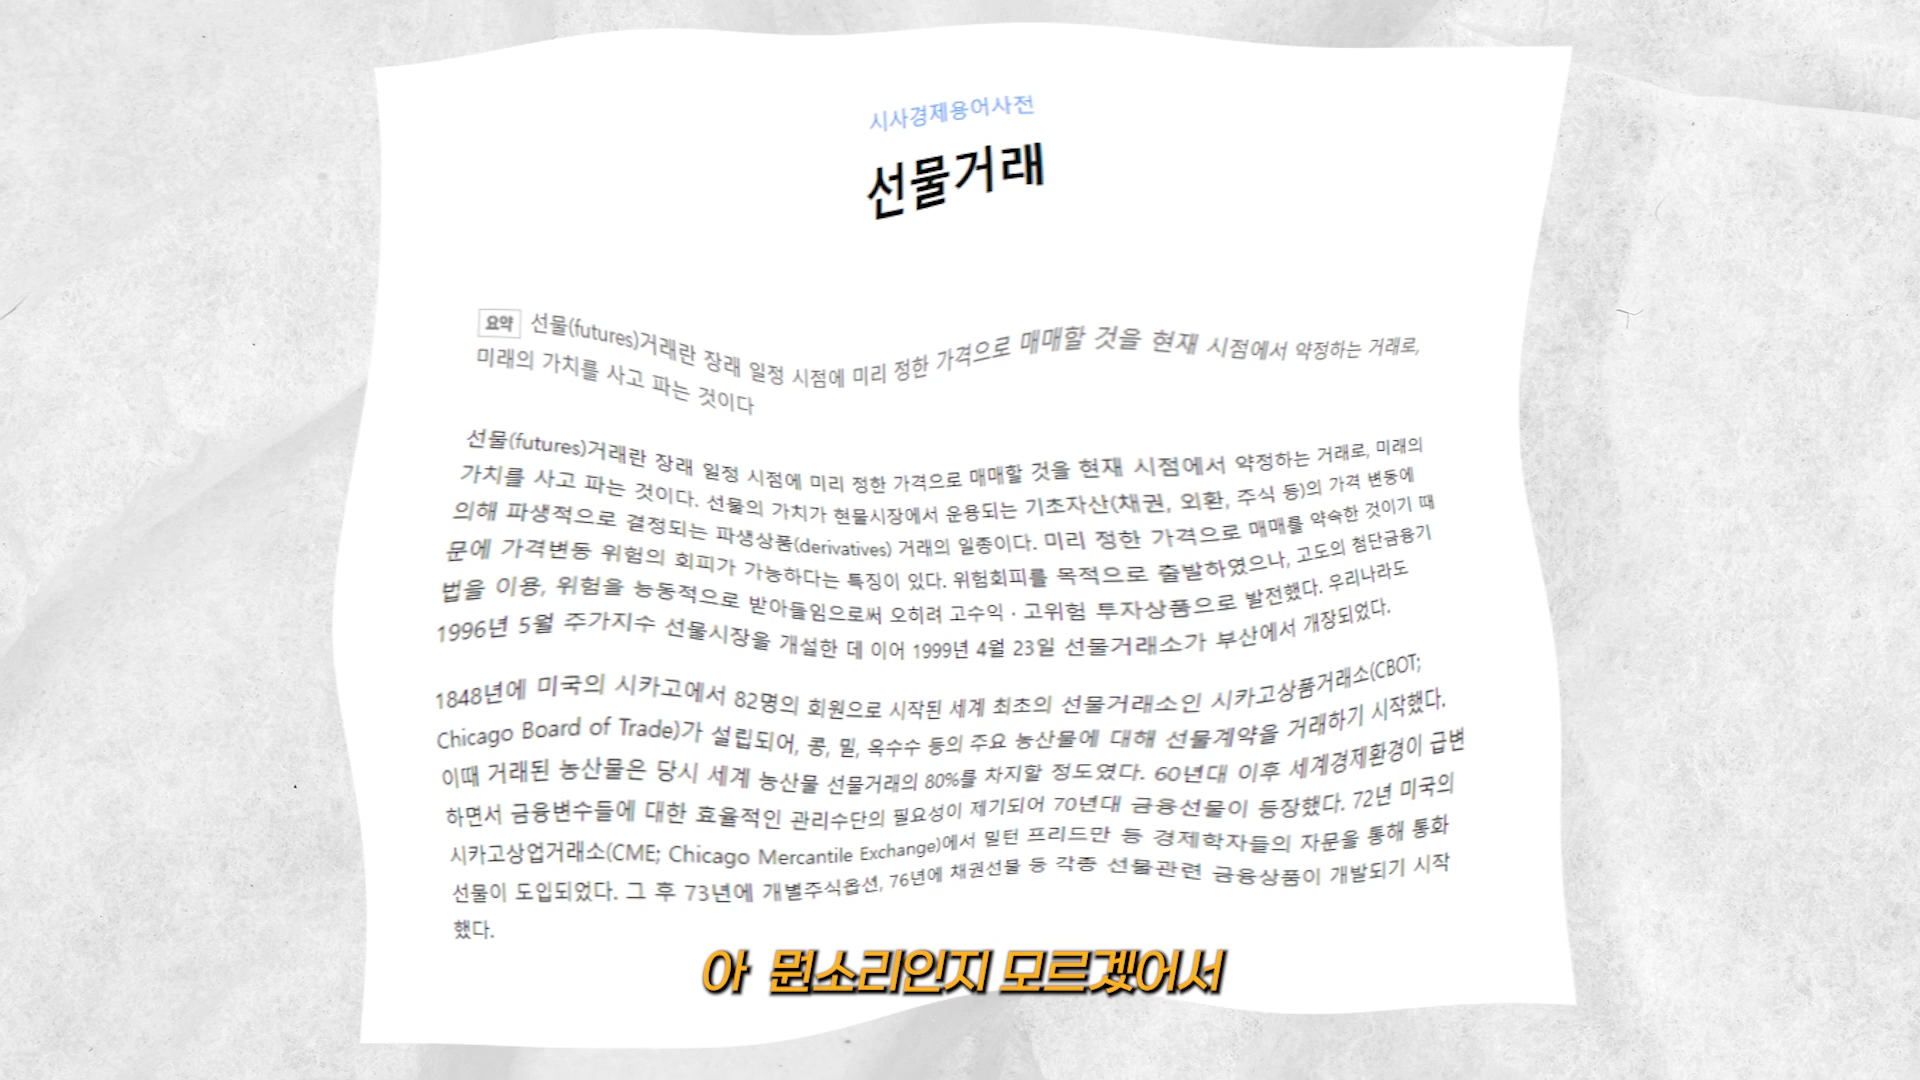 시사경제용어사전
선물거래
요약 선물(futures)거래란 장래 일정 시점에 미리 정한 가격으로 매매할 것을 현재 시점에서 약정하는 거래로,
미래의 가치를 사고 파는 것이다
선물(futures)거래란 장래 일정 시점에 미리 정한 가격으로 매매할 것을 현재 시점에서 약정하는 거래로, 미래의
가치를 사고 파는 것이다. 선물의 가치가 현물시장에서 운용되는 기초자산(채권, 외환, 주식 등)의 가격 변동에
의해 파생적으로 결정되는 파생상품(derivatives) 거래의 일종이다. 미리 정한 가격으로 매매를 약속한 것이기 때
문에 가격변동 위험의 회피가 가능하다는 특징이 있다. 위험회피를 목적으로 출발하였으나, 고도의 첨단금융기
법을 이용, 위험을 능동적으로 받아들임으로써 오히려 고수익 · 고위험 투자상품으로 발전했다. 우리나라도
1996년 5월 주가지수 선물시장을 개설한 데 이어 1999년 4월 23일 선물거래소가 부산에서 개장되었다.
1848년에 미국의 시카고에서 82명의 회원으로 시작된 세계 최초의 선물거래소인 시카고상품거래소(CBOT;
Chicago Board of Trade)가 설립되어, 콩, 밀, 옥수수 등의 주요 농산물에 대해 선물계약을 거래하기 시작했다.
이때 거래된 농산물은 당시 세계 농산물 선물거래의 80%를 차지할 정도였다. 60년대 이후 세계경제환경이 급변
하면서 금융변수들에 대한 효율적인 관리수단의 필요성이 제기되어 70년대 금융선물이 등장했다. 72년 미국의
시카고상업거래소(CME; Chicago Mercantile Exchange)에서 밀턴 프리드만 등 경제학자들의 자문을 통해 통화
선물이 도입되었다. 그 후 73년에 개별주식옵션, 76년에 채권선물 등 각종 선물관련 금융상품이 개발되기 시작
했다.
아 뭔소리인지 모르겠어서